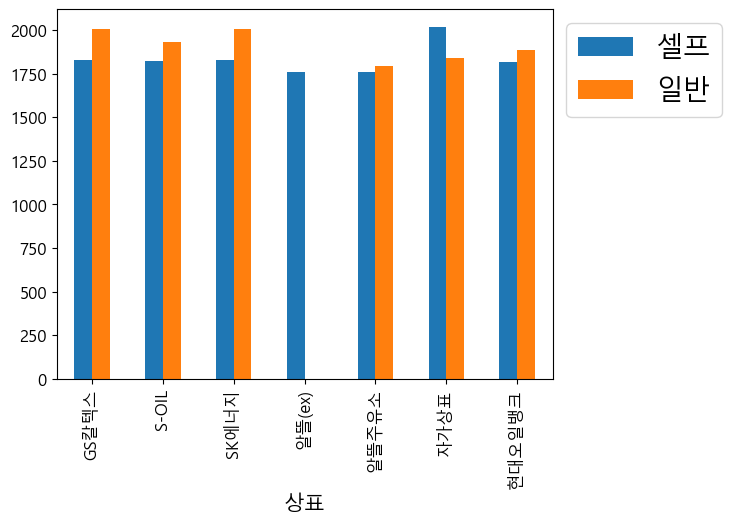 2000
1750
1500
1250
1000
750
500
250
0
GS칼텍스
S-OIL
SK에너지
알뜰(ex)
알뜰주유소
자가상표
현대오일뱅크
상표
셀프
일반